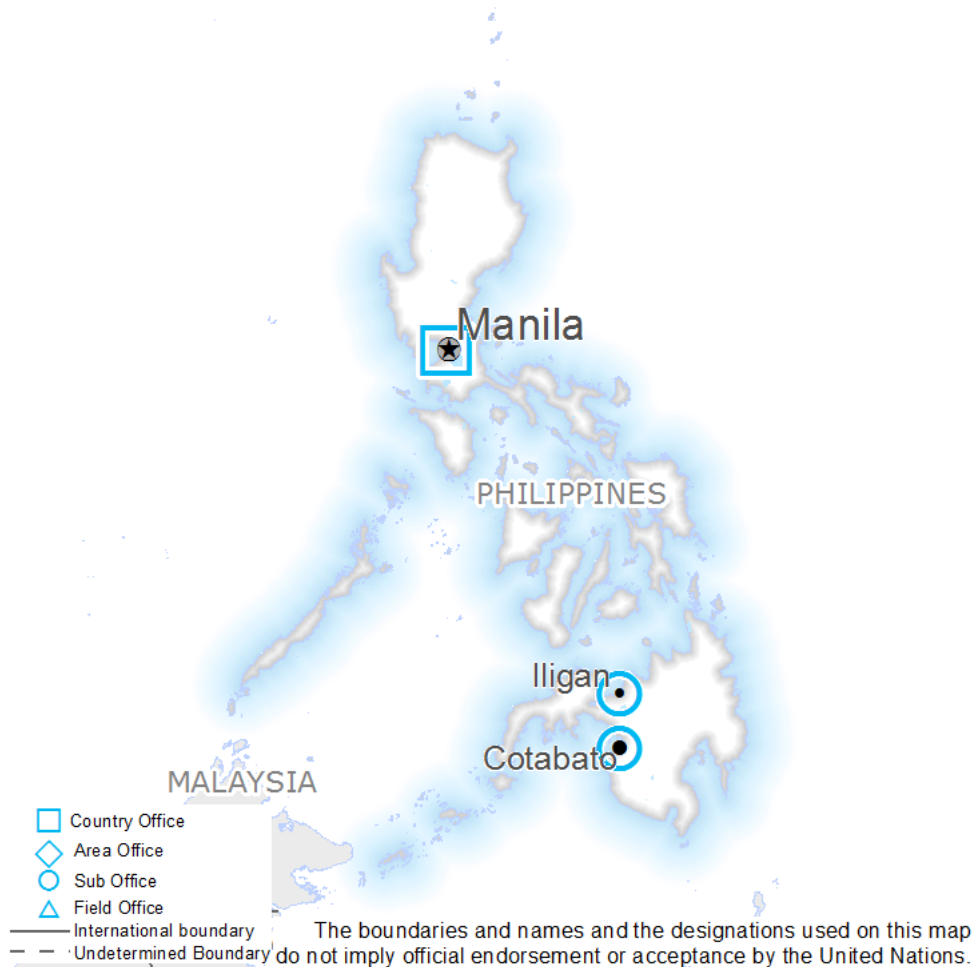 Manila
PHILIPPINES
Iligan
Cotabato
MALAYSIA
Country Office
Area Office
Sub Office
Field Office
International boundary
Undetermined Boundary
The boundaries and names and the designations used on this map
do not imply official endorsement or acceptance by the United Nations.